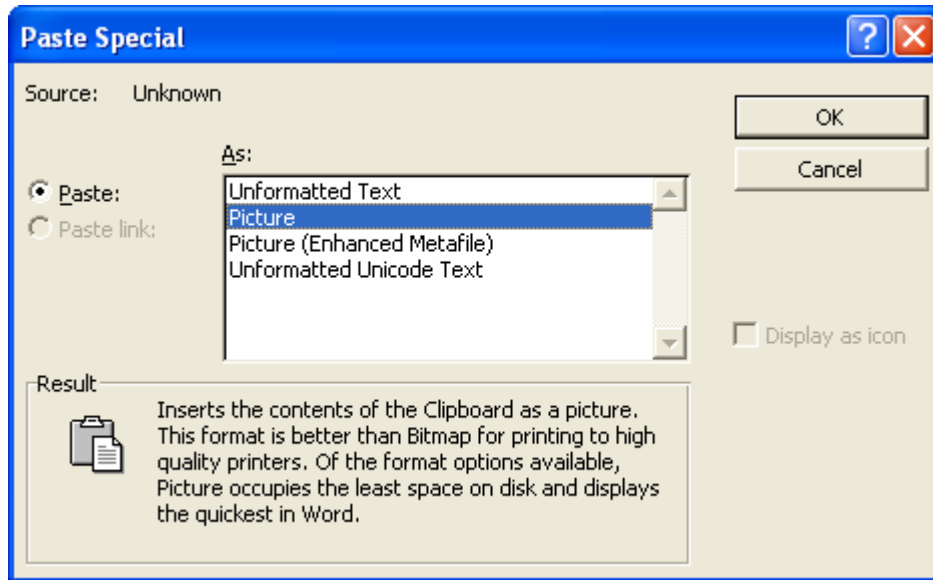 Paste Special
Source: Unknown
OK
Cancel
As:
Paste:
Paste link:
Unformatted Text
Picture
Picture (Enhanced Metafile)
Unformatted Unicode Text
Display as icon
Result
Inserts the contents of the Clipboard as a picture.
This format is better than Bitmap for printing to high
quality printers. Of the format options available,
Picture occupies the least space on disk and displays
the quickest in Word.